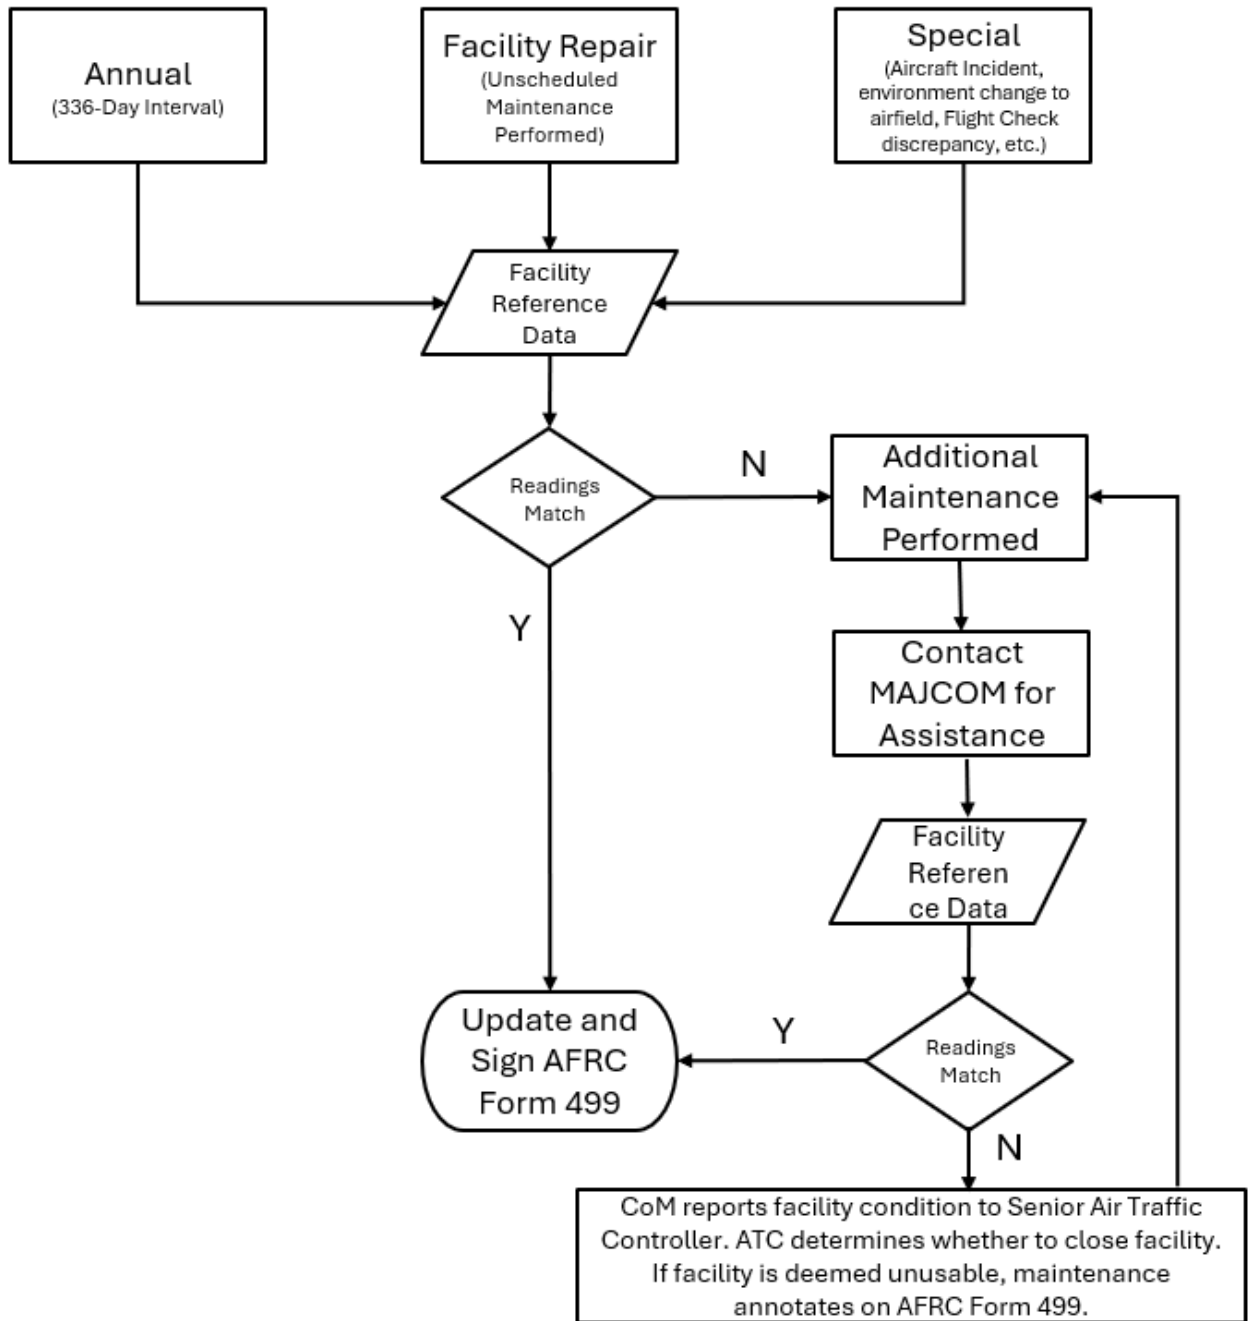 Annual
(336-Day Interval)
Facility Repair
(Unscheduled
Maintenance
Performed)
Special
(Aircraft Incident,
environment change to
airfield, Flight Check
discrepancy, etc.)
Facility
Reference
Data
Readings
Match
N
Additional
Maintenance
Performed
Y
Contact
MAJCOM for
Assistance
Facility
Referen
ce Data
Update and
Sign AFRC
Form 499
Y
Readings
Match
N
CoM reports facility condition to Senior Air Traffic
Controller. ATC determines whether to close facility.
If facility is deemed unusable, maintenance
annotates on AFRC Form 499.